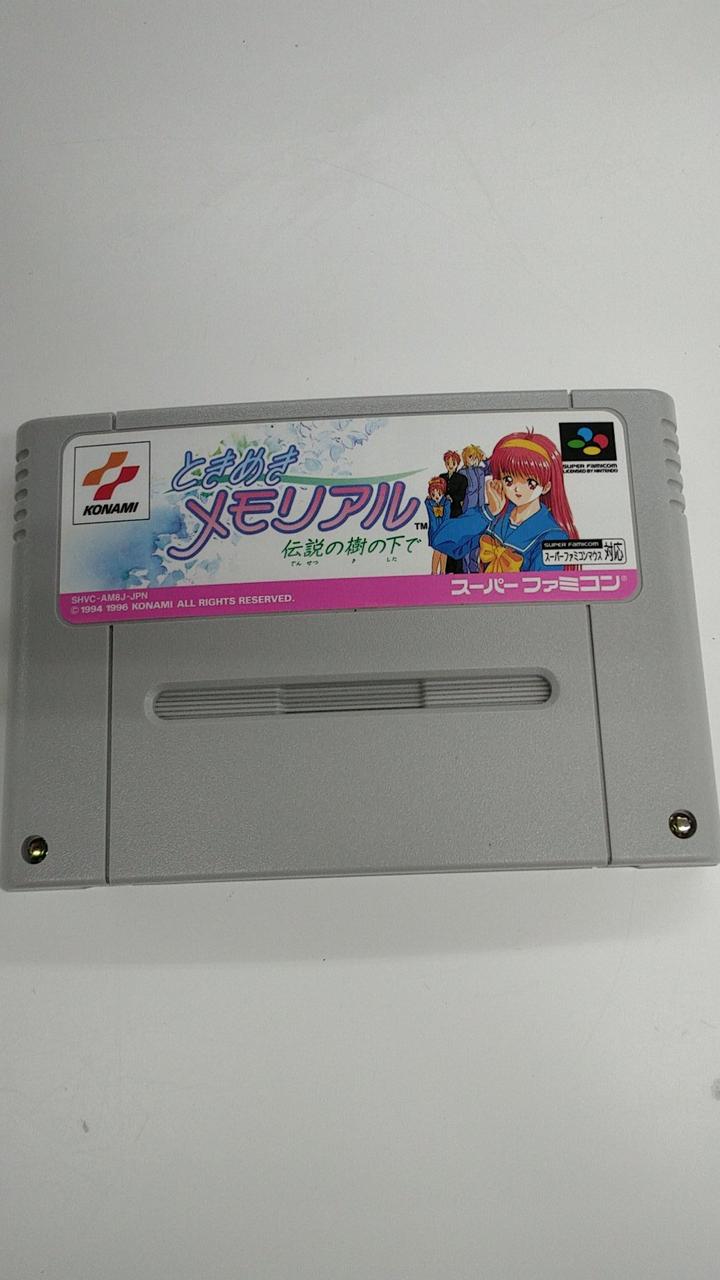 KONAMI
ときめき
メモリアル™
伝説の樹の下で
でんせつ き した
SUPER FAMICOM
LICENSED BY NINTENDO
SUPER FAMICOM
スーパーファミコンマウス 対応
SHVC-AM8J-JPN
© 1994 1996 KONAMI ALL RIGHTS RESERVED.
スーパーファミコン®